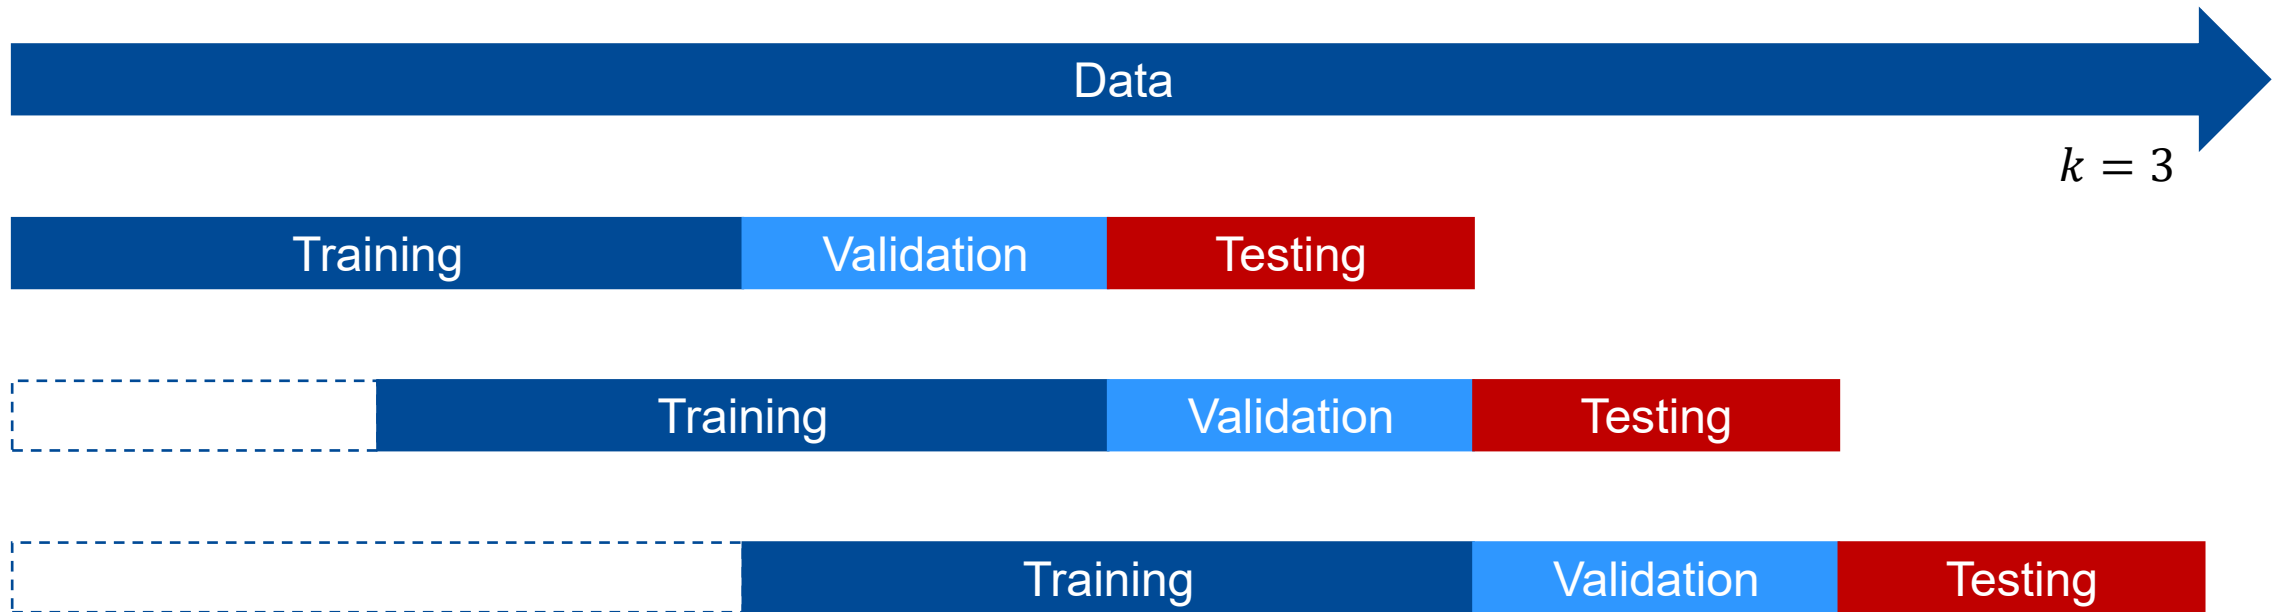 Data
𝑘 = 3
Training Validation Testing
Training Validation Testing
Training Validation Testing